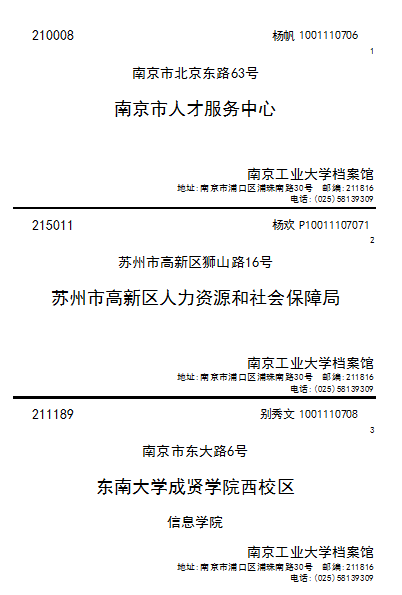 210008 杨帆 1001110706
1
南京市北京东路63号
南京市人才服务中心
南京工业大学档案馆
地址:南京市浦口区浦珠南路30号 邮编:211816
电话:(025)58139309
215011 杨欢 P10011107071
2
苏州市高新区狮山路16号
苏州市高新区人力资源和社会保障局
南京工业大学档案馆
地址:南京市浦口区浦珠南路30号 邮编:211816
电话:(025)58139309
211189 别秀文 1001110708
3
南京市东大路6号
东南大学成贤学院西校区
信息学院
南京工业大学档案馆
地址:南京市浦口区浦珠南路30号 邮编:211816
电话:(025)58139309